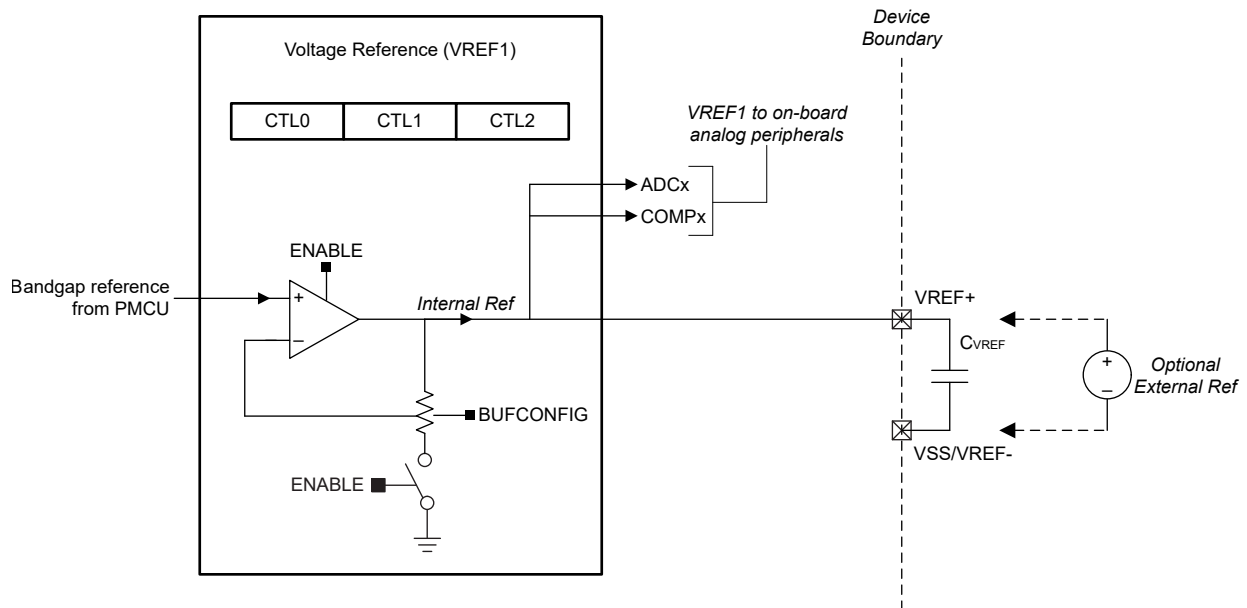 Device
Boundary
Voltage Reference (VREF1)
CTL0 CTL1 CTL2
VREF1 to on-board
analog peripherals
ADCx
COMPx
ENABLE
Bandgap reference
from PMCU
+
−
Internal Ref
VREF+
CVREF
+
−
Optional
External Ref
BUFCONFIG
VSS/VREF-
ENABLE